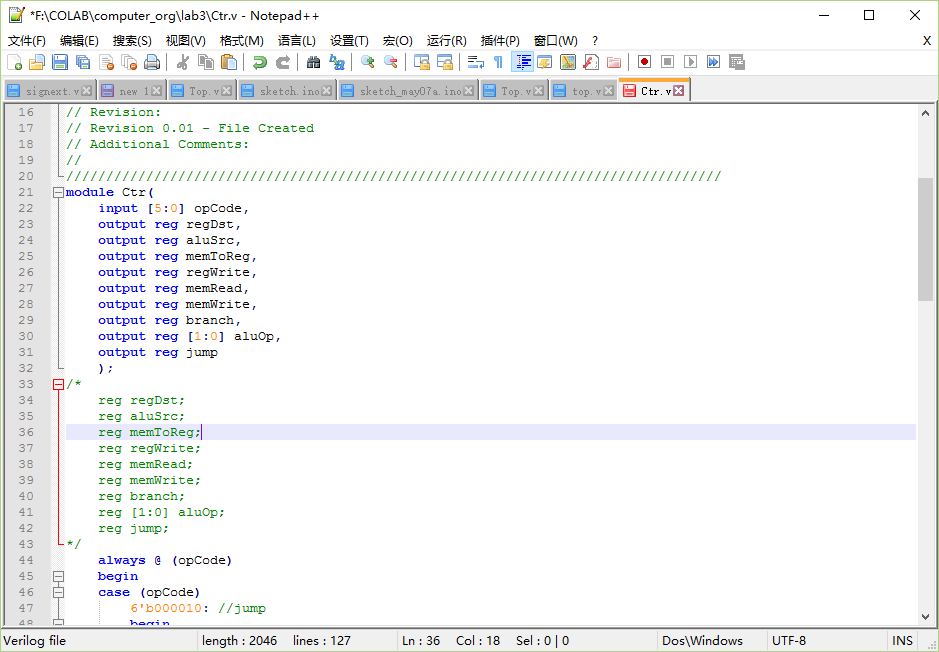 *F:\COLAB\computer_org\lab3\Ctr.v - Notepad++
文件(F) 编辑(E) 搜索(S) 视图(V) 格式(M) 语言(L) 设置(T) 宏(O) 运行(R) 插件(P) 窗口(W) ? X
signext.v new 1 Top.v sketch.ino sketch_may07a.ino Top.v top.v Ctr.v
16 // Revision:
17 // Revision 0.01 - File Created
18 // Additional Comments:
19 //
20 //////////////////////////////////////////////////////////////////////////////////
21 module Ctr(
22 input [5:0] opCode,
23 output reg regDst,
24 output reg aluSrc,
25 output reg memToReg,
26 output reg regWrite,
27 output reg memRead,
28 output reg memWrite,
29 output reg branch,
30 output reg [1:0] aluOp,
31 output reg jump
32 );
33 /*
34 reg regDst;
35 reg aluSrc;
36 reg memToReg;
37 reg regWrite;
38 reg memRead;
39 reg memWrite;
40 reg branch;
41 reg [1:0] aluOp;
42 reg jump;
43 */
44 always @ (opCode)
45 begin
46 case (opCode)
47 6'b000010: //jump
48 begin
Verilog file length : 2046 lines : 127 Ln : 36 Col : 18 Sel : 0 | 0 Dos\Windows UTF-8 INS